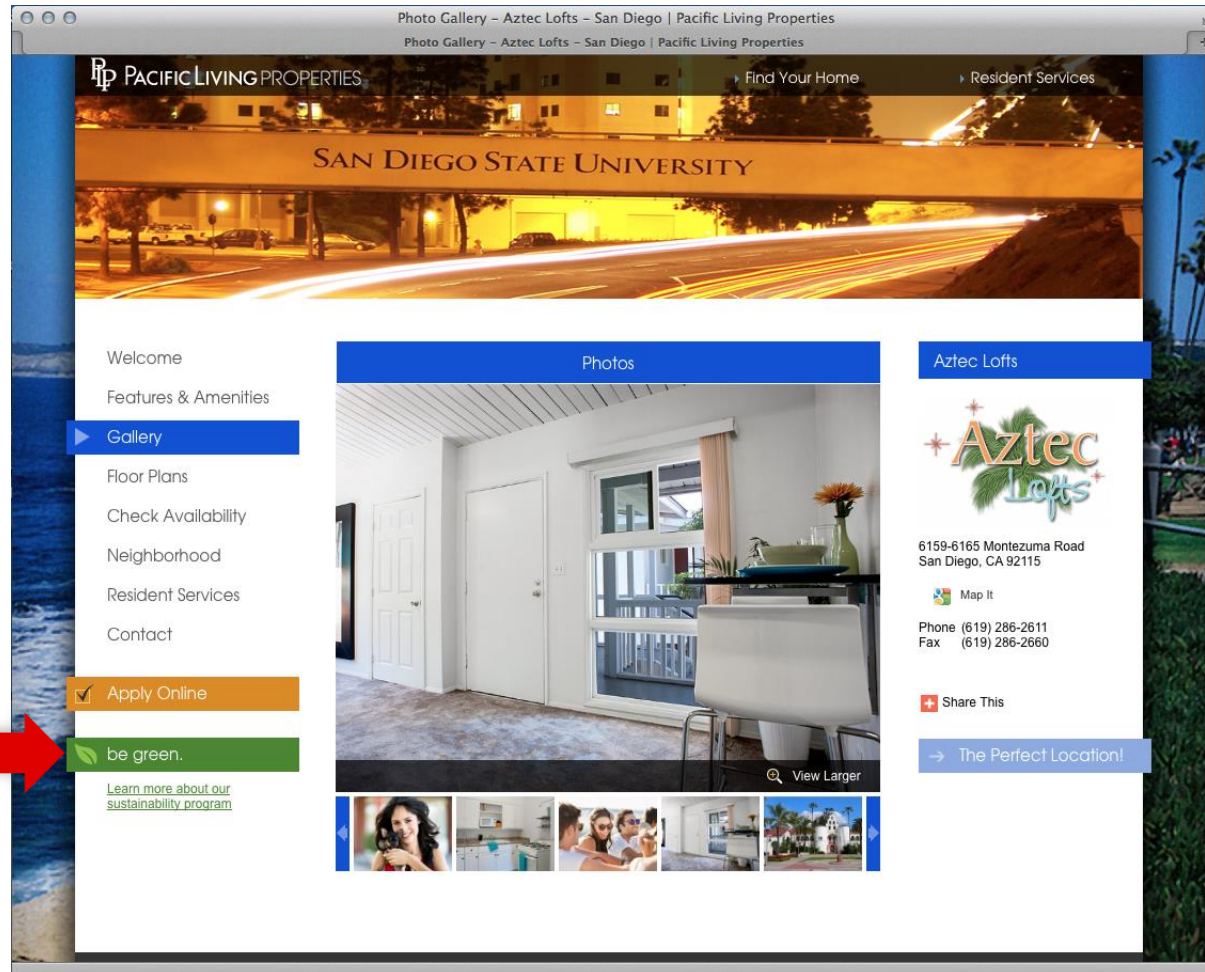 Photo Gallery – Aztec Lofts – San Diego | Pacific Living Properties
Photo Gallery – Aztec Lofts – San Diego | Pacific Living Properties
PLP PACIFIC LIVING PROPERTIES
Find Your Home
Resident Services
SAN DIEGO STATE UNIVERSITY
Welcome
Features & Amenities
Gallery
Floor Plans
Check Availability
Neighborhood
Resident Services
Contact
Apply Online
be green.
Learn more about our
sustainability program
Photos
View Larger
Aztec Lofts
Aztec
Lofts
6159-6165 Montezuma Road
San Diego, CA 92115
Map It
Phone (619) 286-2611
Fax (619) 286-2660
Share This
The Perfect Location!